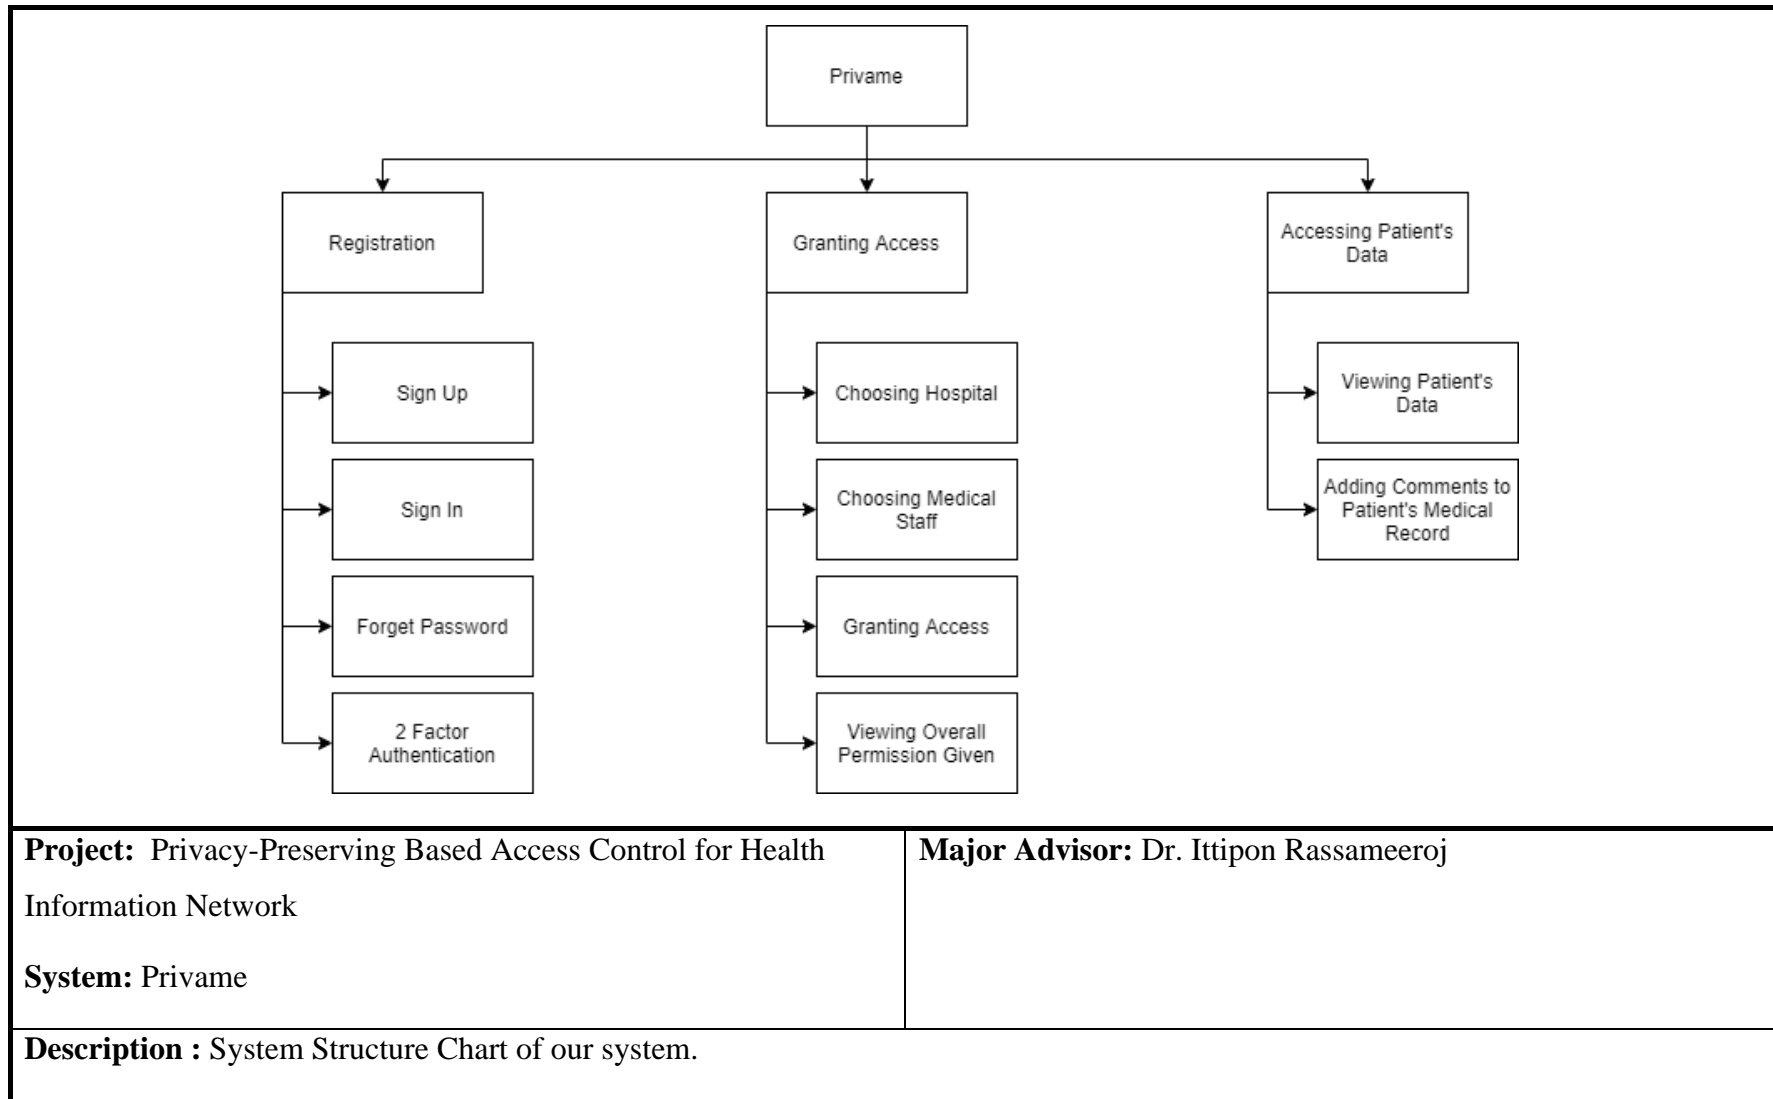 Privame
Registration
Granting Access
Accessing Patient's
Data
Sign Up
Choosing Hospital
Viewing Patient's
Data
Sign In
Choosing Medical
Staff
Adding Comments to
Patient's Medical
Record
Forget Password
Granting Access
2 Factor
Authentication
Viewing Overall
Permission Given
Project: Privacy-Preserving Based Access Control for Health
Information Network
System: Privame
Major Advisor: Dr. Ittipon Rassameeroj
Description : System Structure Chart of our system.